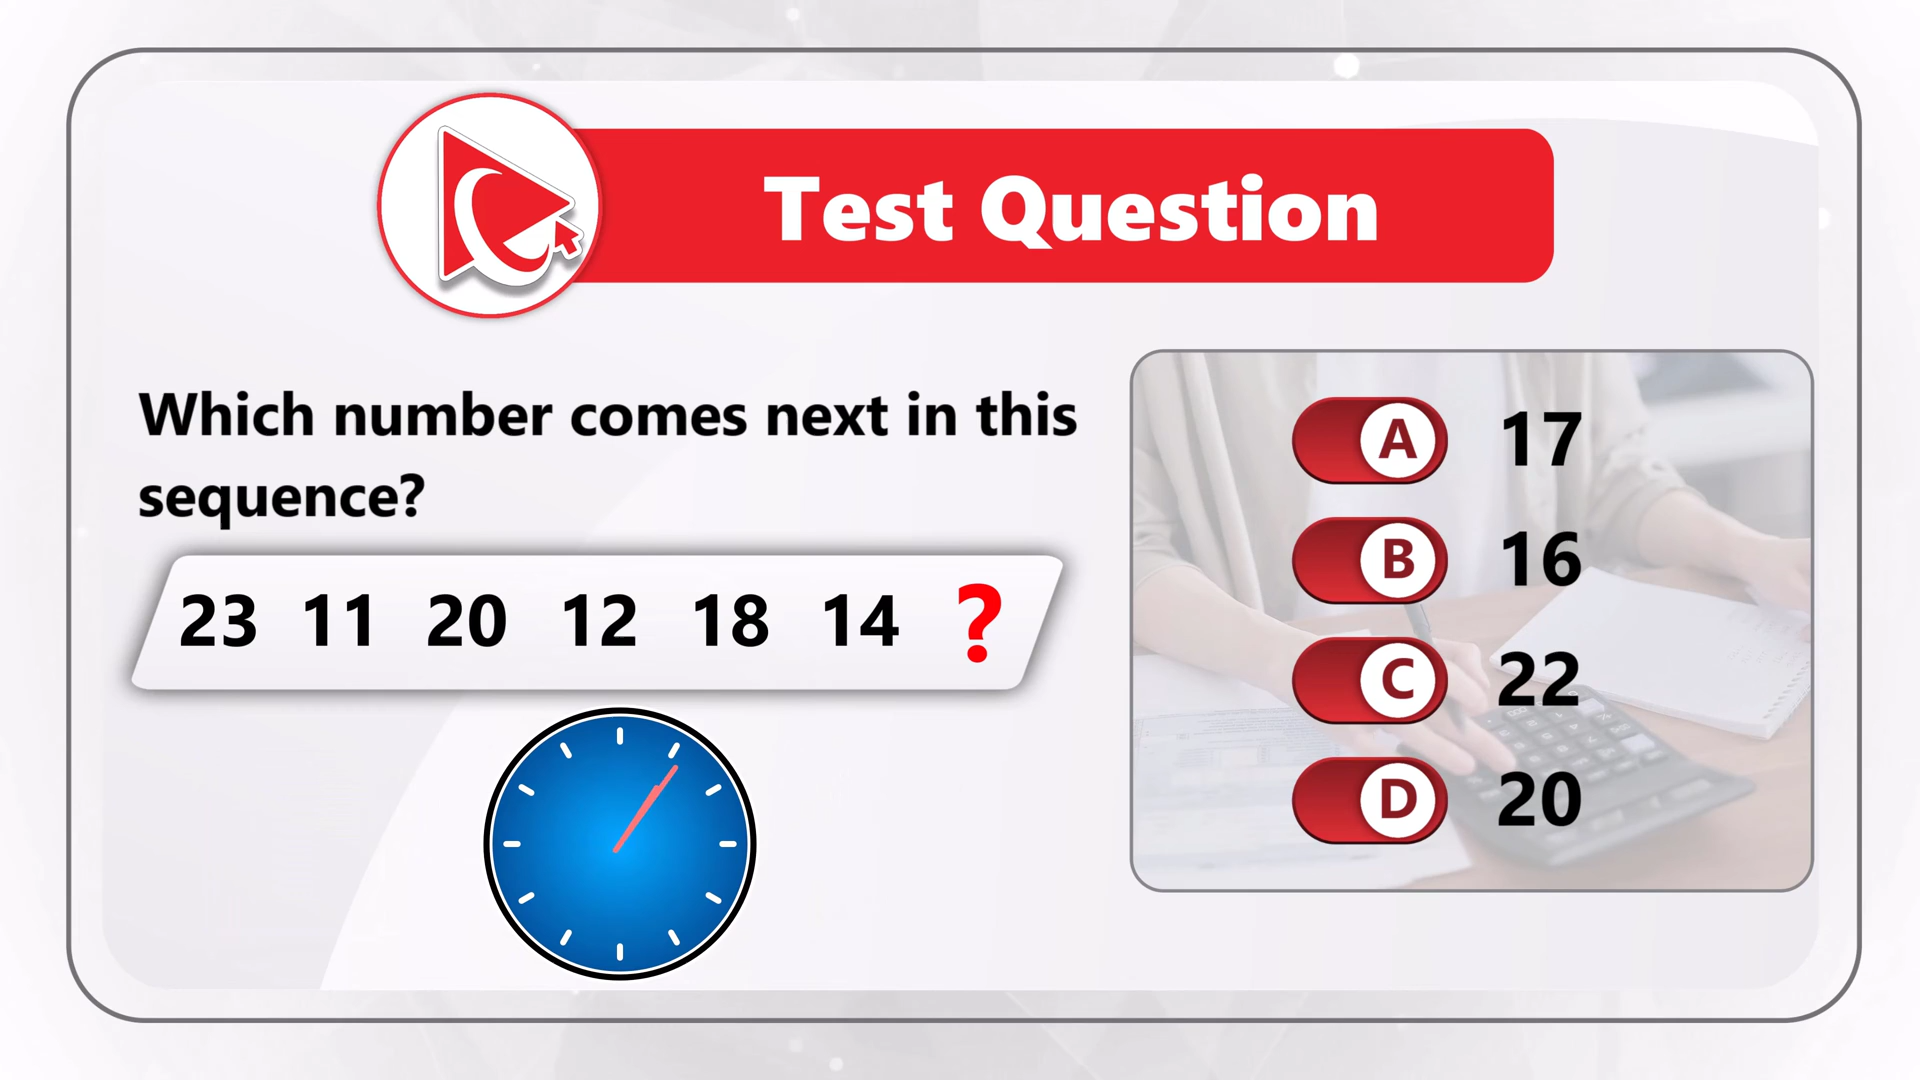 Test Question
Which number comes next in this
sequence?
23 11 20 12 18 14 ?
A 17
B 16
C 22
D 20